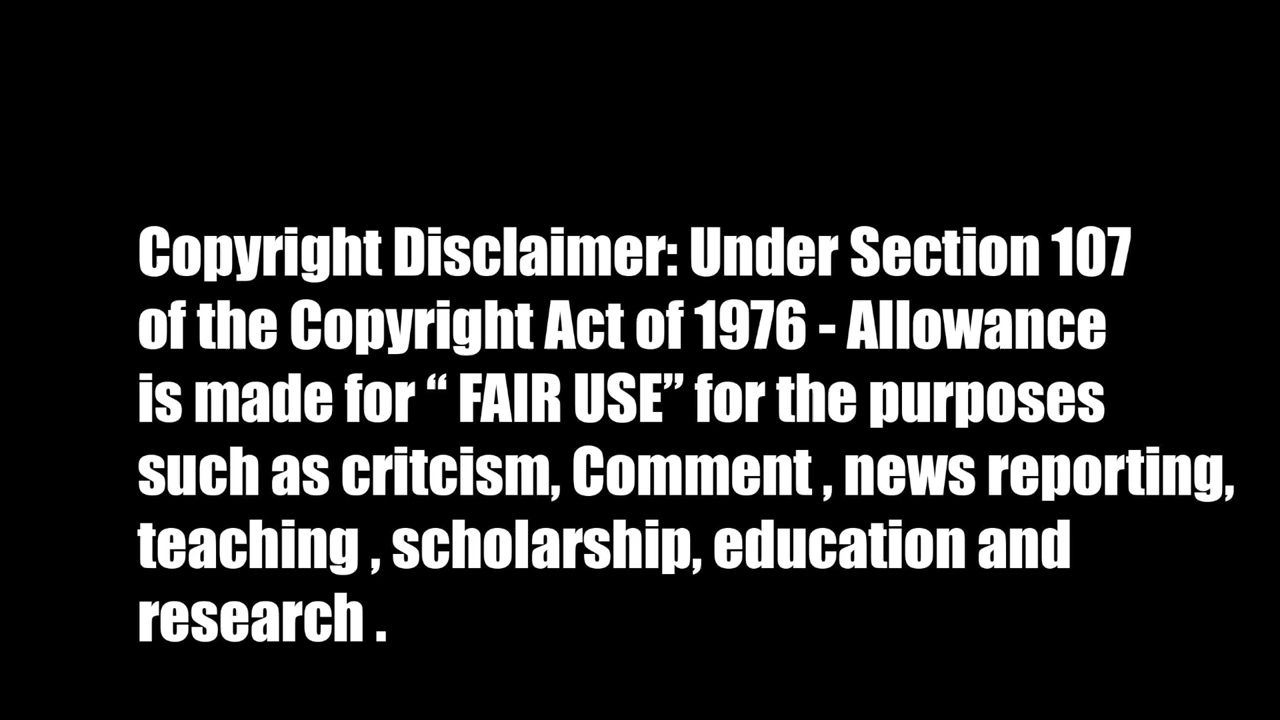 Copyright Disclaimer: Under Section 107
of the Copyright Act of 1976 - Allowance
is made for “ FAIR USE” for the purposes
such as critcism, Comment , news reporting,
teaching , scholarship, education and
research .